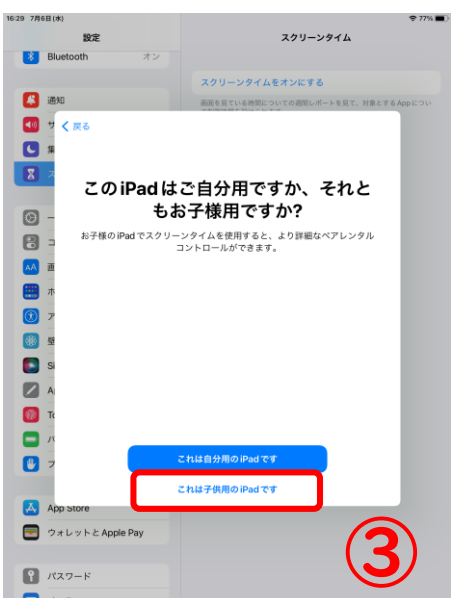 16:29 7月6日(水)
77%
設定
スクリーンタイム
Bluetooth
オン
スクリーンタイムをオンにする
画面を見ている時間についての週間レポートを見て、対象とするAppについ
通知
戻る
このiPadはご自分用ですか、それと
もお子様用ですか?
お子様のiPadでスクリーンタイムを使用すると、より詳細なペアレンタル
コントロールができます。
これは自分用のiPadです
これは子供用のiPadです
App Store
ウォレットとApple Pay
パスワード
③